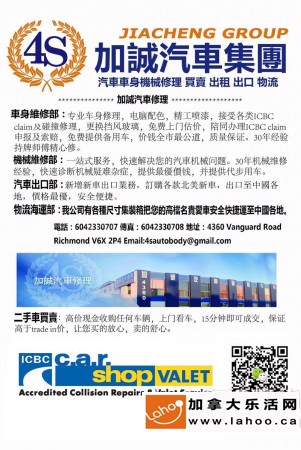 4S
JIACHENG GROUP
加誠汽車集團
汽車車身機械修理 買賣 出租 出口 物流
加誠汽车修理
車身維修部：专业车身修理，电脑配色，精工喷漆，接受各类ICBC
claim及碰撞修理，更换挡风玻璃，免费上门估价，陪同办理ICBC claim
申报及索赔，免费提供备用车，价钱全市最公道，质量保证。30年经验
持牌师傅精心修。
機械維修部：一站式服务，快速解决您的汽车机械问题。30年机械维修
经验，快速诊断机械疑难杂症，提供最優價錢，并提供代步用车。
汽車出口部：新增新車出口業務。訂購各款北美新車，出口至中國各
地，價格最優，安全便捷。
物流海運部：我公司有各種尺寸集裝箱把您的高檔名貴愛車安全快捷運至中國各地。
電話：6042330707 傳真：6042330708 地址：4360 Vanguard Road
Richmond V6X 2P4 Email:4sautobody@gmail.com
加誠汽車修理
二手車買賣：高价现金收购任何车辆，上门看车，15分钟即可成交，保证
高于trade in价，让您买的放心，卖的舒心。
ICBC
c.a.r.
shop VALET
Accredited Collision Repairs & Valet
Lahoo
加拿大乐活网
lahoo.ca